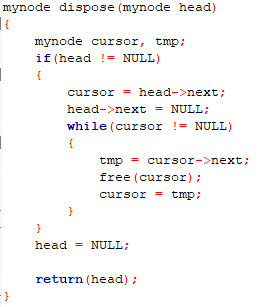 mynode dispose(mynode head)
{
    mynode cursor, tmp;
    if(head != NULL)
    {
        cursor = head->next;
        head->next = NULL;
        while(cursor != NULL)
        {
            tmp = cursor->next;
            free(cursor);
            cursor = tmp;
        }
    }
    head = NULL;

    return(head);
}